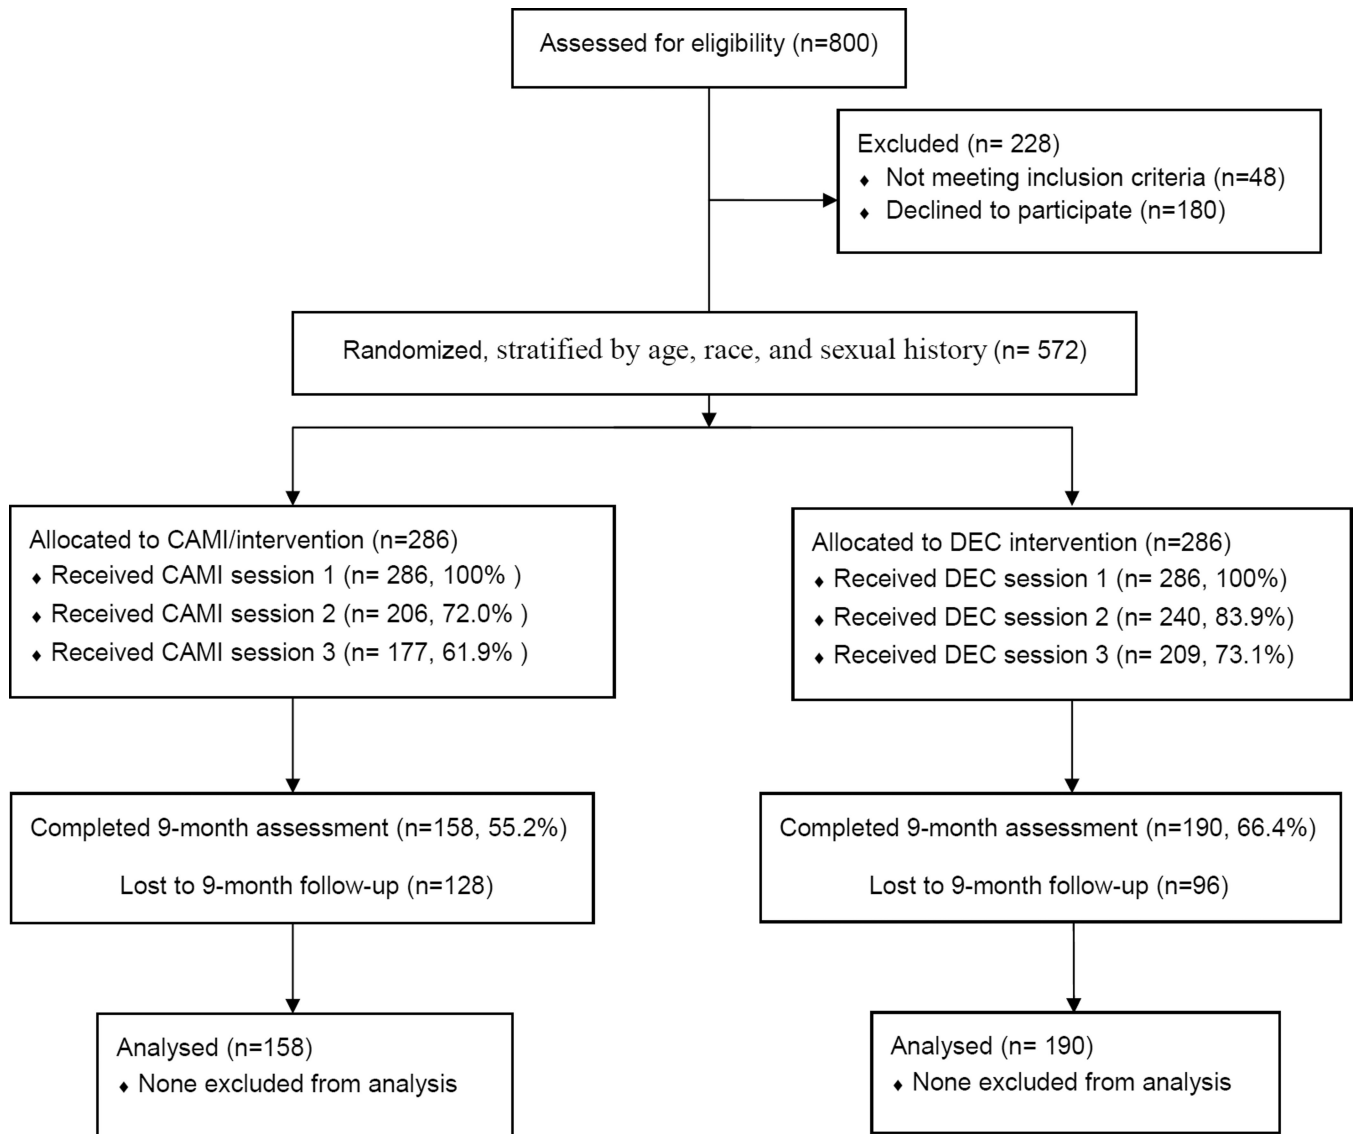 Assessed for eligibility (n=800)
Excluded (n= 228)
♦ Not meeting inclusion criteria (n=48)
♦ Declined to participate (n=180)
Randomized, stratified by age, race, and sexual history (n= 572)
Allocated to CAMI/intervention (n=286)
♦ Received CAMI session 1 (n= 286, 100% )
♦ Received CAMI session 2 (n= 206, 72.0% )
♦ Received CAMI session 3 (n= 177, 61.9% )
Allocated to DEC intervention (n=286)
♦ Received DEC session 1 (n= 286, 100%)
♦ Received DEC session 2 (n= 240, 83.9%)
♦ Received DEC session 3 (n= 209, 73.1%)
Completed 9-month assessment (n=158, 55.2%)
Lost to 9-month follow-up (n=128)
Completed 9-month assessment (n=190, 66.4%)
Lost to 9-month follow-up (n=96)
Analysed (n=158)
♦ None excluded from analysis
Analysed (n= 190)
♦ None excluded from analysis